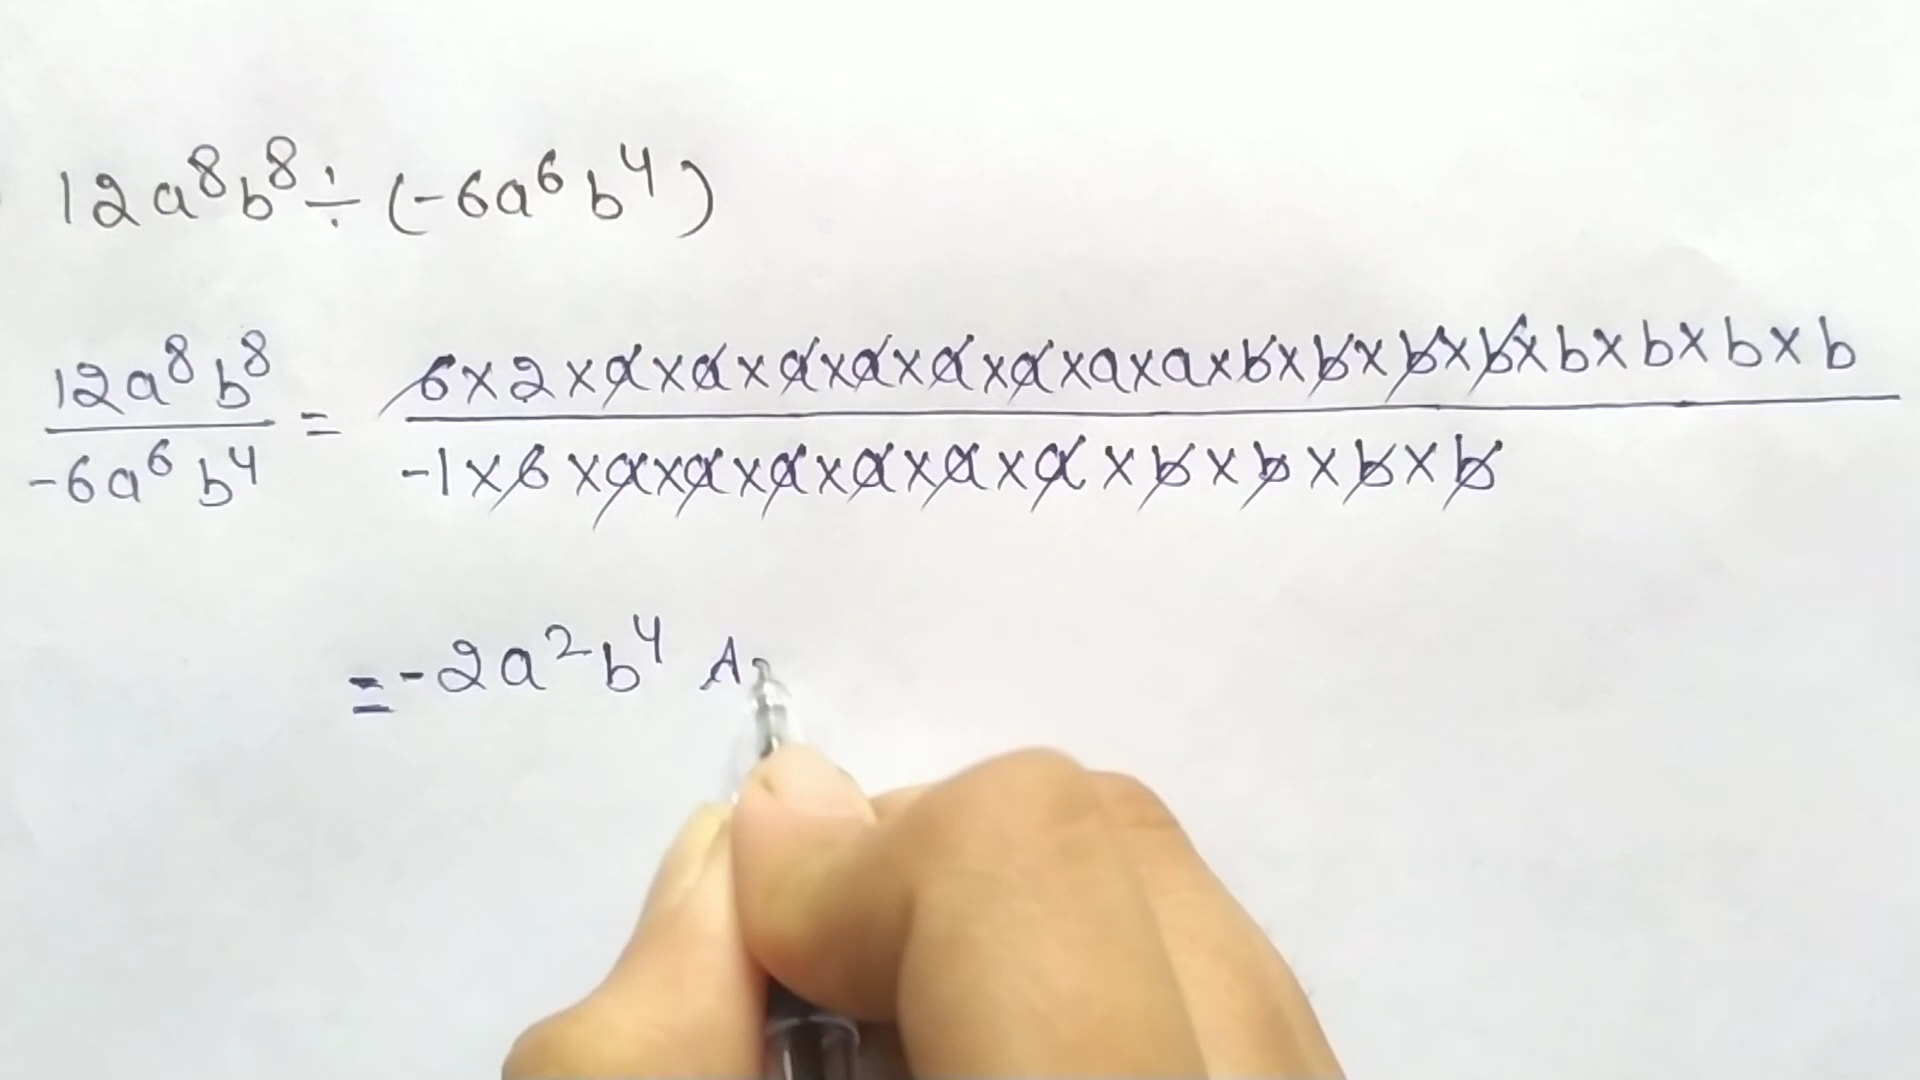 12a⁸b⁸ ÷ (-6a⁶b⁴)
12a⁸b⁸ / -6a⁶b⁴ = 6×2×a×a×a×a×a×a×a×a×b×b×b×b×b×b×b×b / -1×6×a×a×a×a×a×a×b×b×b×b
= -2a²b⁴ A